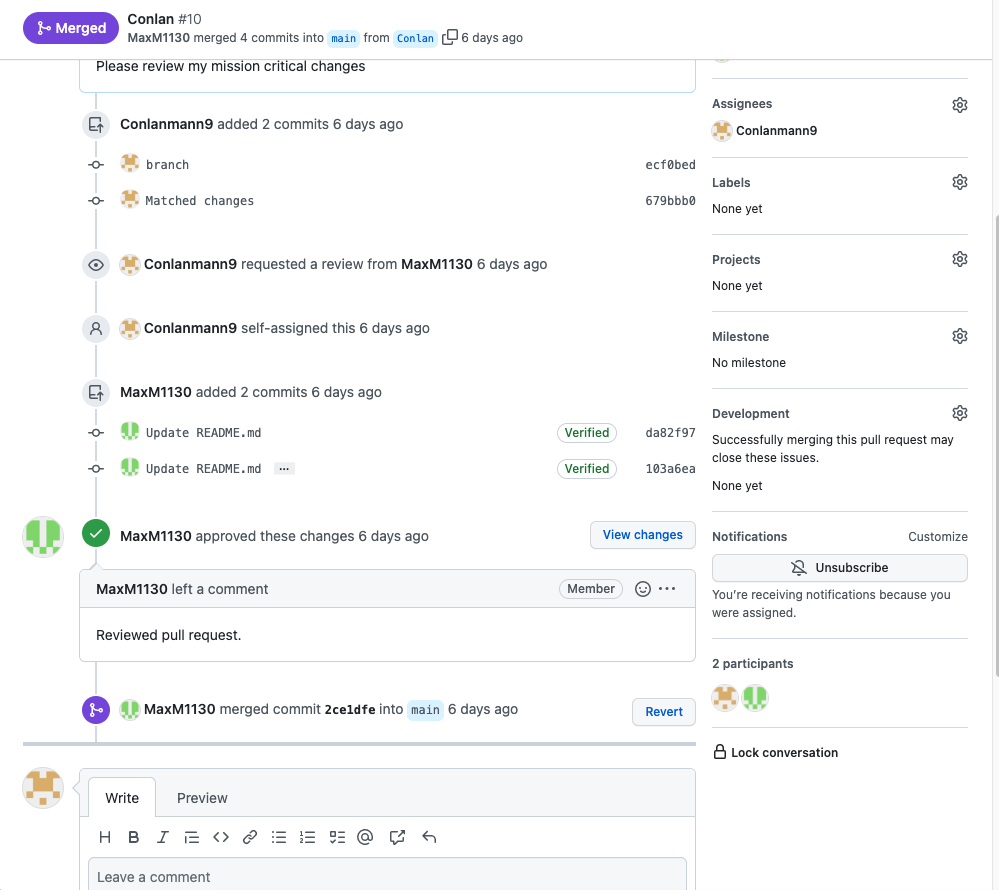 Merged
Conlan #10
MaxM1130 merged 4 commits into main from Conlan 6 days ago
Please review my mission critical changes
Conlanmann9 added 2 commits 6 days ago
branch ecf0bed
Matched changes 679bbb0
Conlanmann9 requested a review from MaxM1130 6 days ago
Conlanmann9 self-assigned this 6 days ago
MaxM1130 added 2 commits 6 days ago
Update README.md Verified da82f97
Update README.md ... Verified 103a6ea
MaxM1130 approved these changes 6 days ago View changes
MaxM1130 left a comment Member
Reviewed pull request.
MaxM1130 merged commit 2ce1dfe into main 6 days ago Revert
Write Preview
Leave a comment
Assignees
Conlanmann9
Labels
None yet
Projects
None yet
Milestone
No milestone
Development
Successfully merging this pull request may
close these issues.
None yet
Notifications Customize
Unsubscribe
You're receiving notifications because you
were assigned.
2 participants
Lock conversation